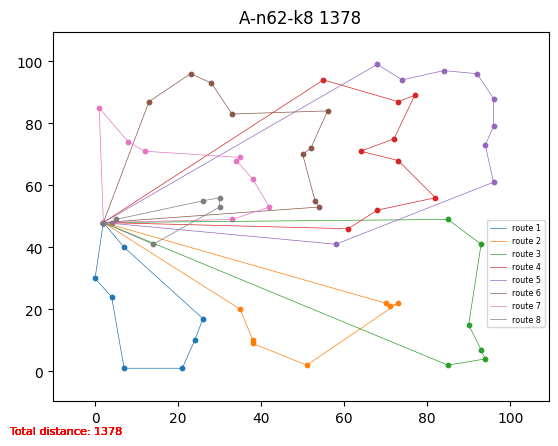 A-n62-k8 1378
100
80
60
40
20
0
0 20 40 60 80 100
route 1
route 2
route 3
route 4
route 5
route 6
route 7
route 8
Total distance: 1378